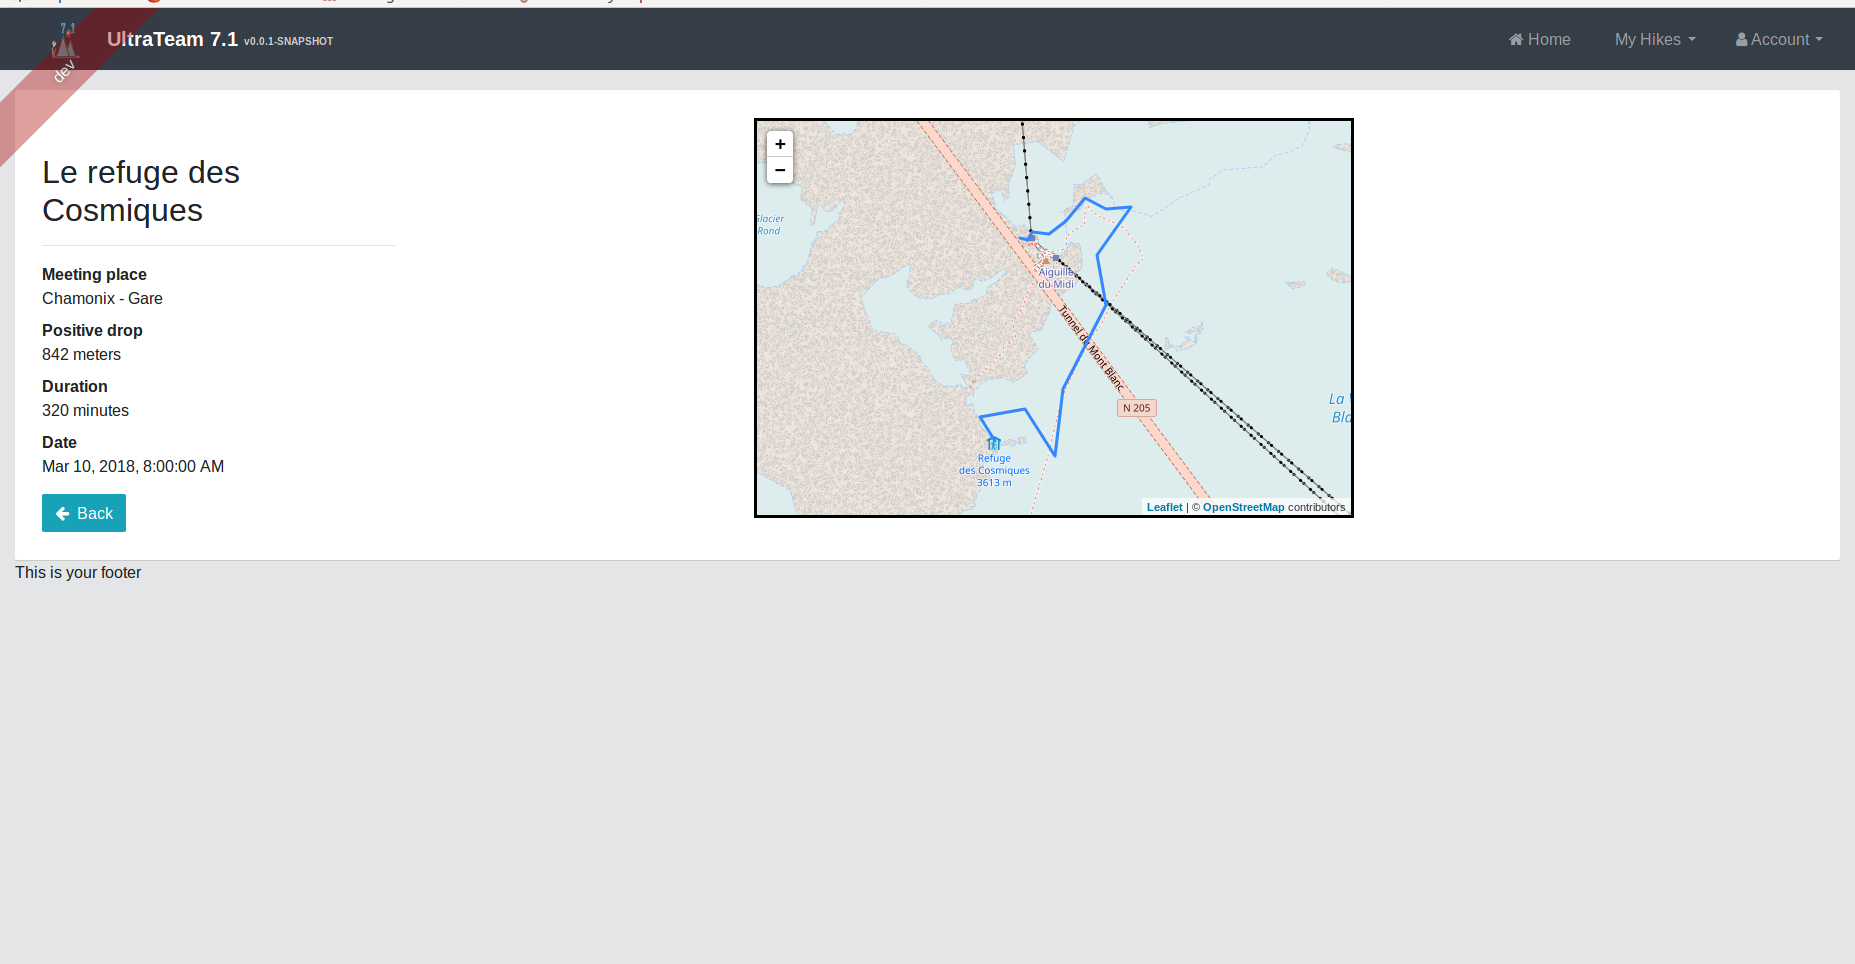 7.1
UltraTeam 7.1 v0.0.1-SNAPSHOT
Home
My Hikes
Account
dev
Le refuge des
Cosmiques
Meeting place
Chamonix - Gare
Positive drop
842 meters
Duration
320 minutes
Date
Mar 10, 2018, 8:00:00 AM
Back
+
−
Glacier
Rond
Aiguille
du Midi
Tunnel du Mont Blanc
N 205
La
Refuge
des Cosmiques
3613 m
Leaflet | © OpenStreetMap contributors
This is your footer